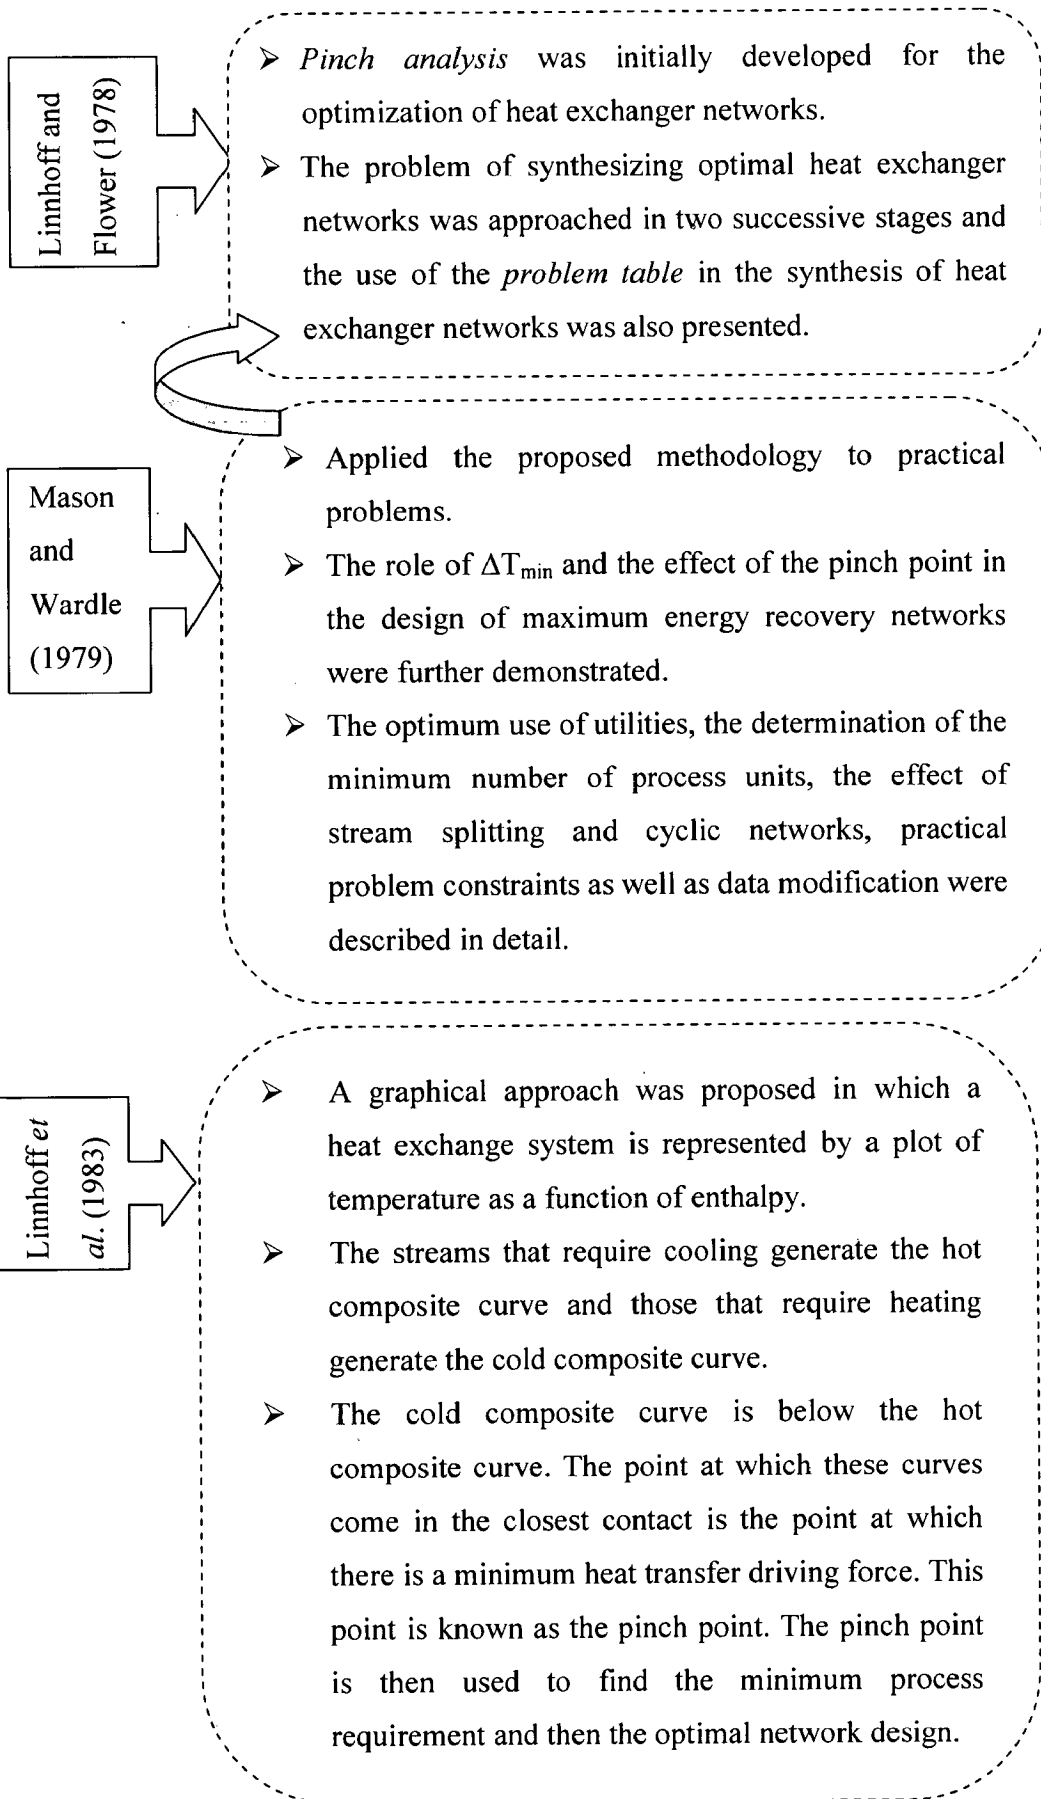 Linnhoff and
Flower (1978)
➢ Pinch analysis was initially developed for the
optimization of heat exchanger networks.
➢ The problem of synthesizing optimal heat exchanger
networks was approached in two successive stages and
the use of the problem table in the synthesis of heat
exchanger networks was also presented.
Mason
and
Wardle
(1979)
➢ Applied the proposed methodology to practical
problems.
➢ The role of ΔTmin and the effect of the pinch point in
the design of maximum energy recovery networks
were further demonstrated.
➢ The optimum use of utilities, the determination of the
minimum number of process units, the effect of
stream splitting and cyclic networks, practical
problem constraints as well as data modification were
described in detail.
Linnhoff et
al. (1983)
➢ A graphical approach was proposed in which a
heat exchange system is represented by a plot of
temperature as a function of enthalpy.
➢ The streams that require cooling generate the hot
composite curve and those that require heating
generate the cold composite curve.
➢ The cold composite curve is below the hot
composite curve. The point at which these curves
come in the closest contact is the point at which
there is a minimum heat transfer driving force. This
point is known as the pinch point. The pinch point
is then used to find the minimum process
requirement and then the optimal network design.